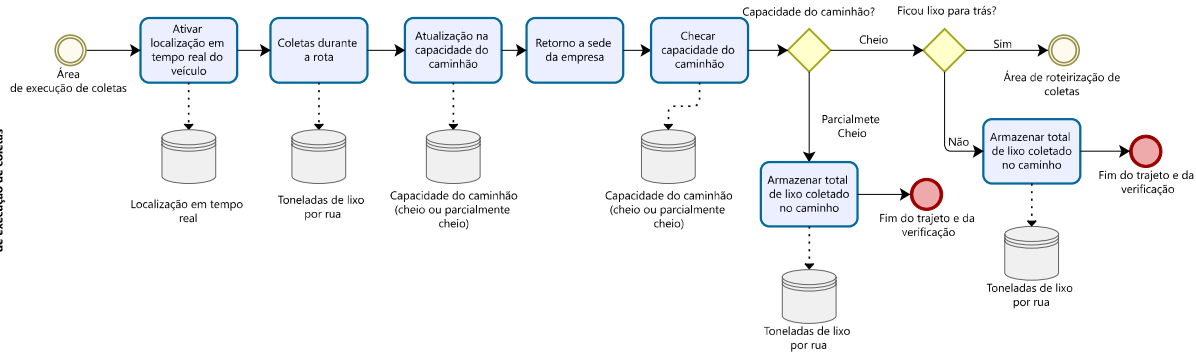 Capacidade do caminhão?
Ficou lixo para trás?
Ativar
localização em
tempo real do
veículo
Coletas durante
a rota
Atualização na
capacidade do
caminhão
Retorno a sede
da empresa
Checar
capacidade do
caminhão
Cheio
Sim
Área
de execução de coletas
Área de roteirização de
coletas
Parcialmete
Cheio
Não
Armazenar total
de lixo coletado
no caminho
Fim do trajeto e da
verificação
Armazenar total
de lixo coletado
no caminho
Fim do trajeto e da
verificação
Localização em tempo
real
Toneladas de lixo
por rua
Capacidade do caminhão
(cheio ou parcialmente
cheio)
Capacidade do caminhão
(cheio ou parcialmente
cheio)
Toneladas de lixo
por rua
Toneladas de lixo
por rua
de execução de coletas